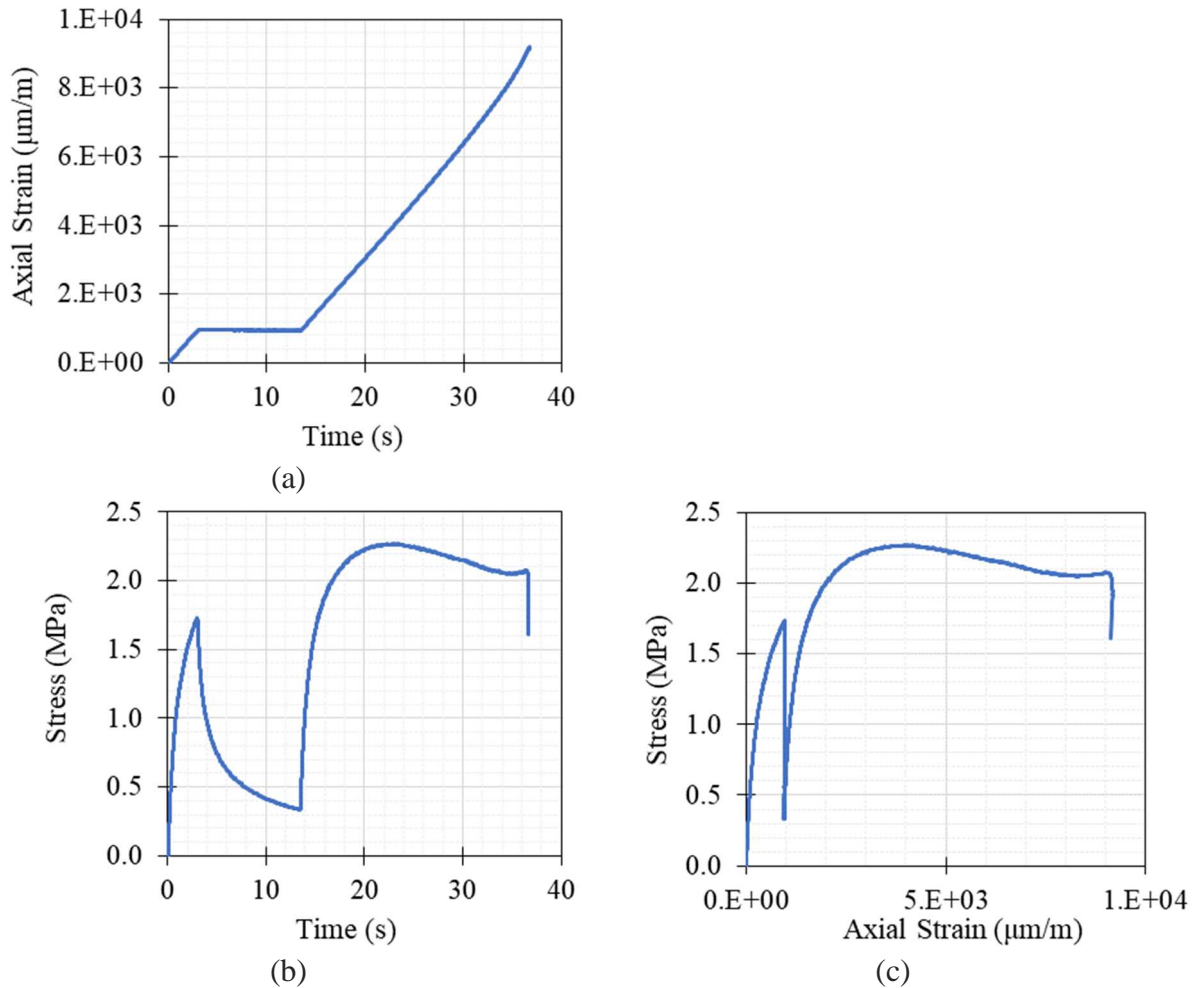 1.E+04
8.E+03
6.E+03
4.E+03
2.E+03
0.E+00
Axial Strain (μm/m)
0 10 20 30 40
Time (s)
(a)
2.5
2.0
1.5
1.0
0.5
0.0
Stress (MPa)
0 10 20 30 40
Time (s)
(b)
2.5
2.0
1.5
1.0
0.5
0.0
Stress (MPa)
0.E+00 5.E+03 1.E+04
Axial Strain (μm/m)
(c)